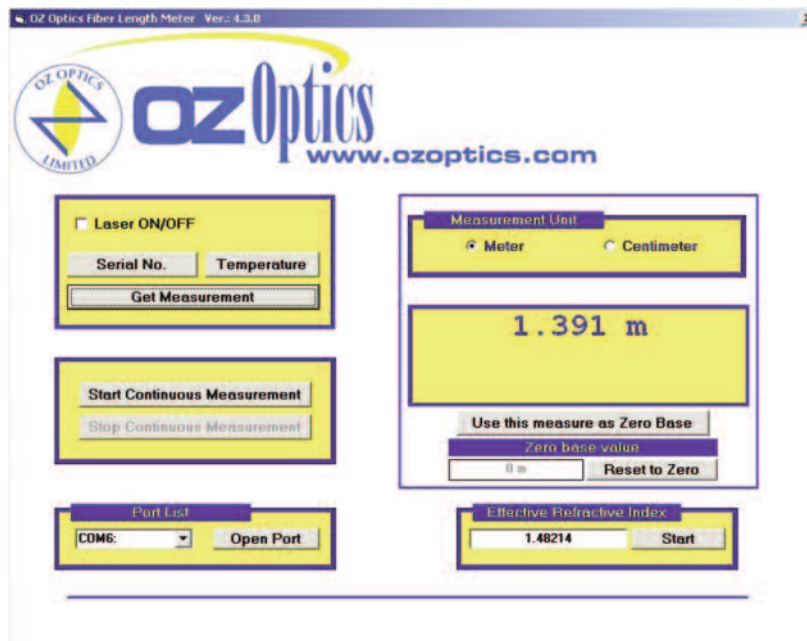 OZ Optics Fiber Length Meter Ver.: 4.3.0
OZ OPTICS
LIMITED
OZ Optics
www.ozoptics.com
Laser ON/OFF
Serial No. Temperature
Get Measurement
Start Continuous Measurement
Stop Continuous Measurement
Port List
COM6: Open Port
Measurement Unit
Meter Centimeter
1.391 m
Use this measure as Zero Base
Zero base value
0 m Reset to Zero
Effective Refractive Index
1.48214 Start